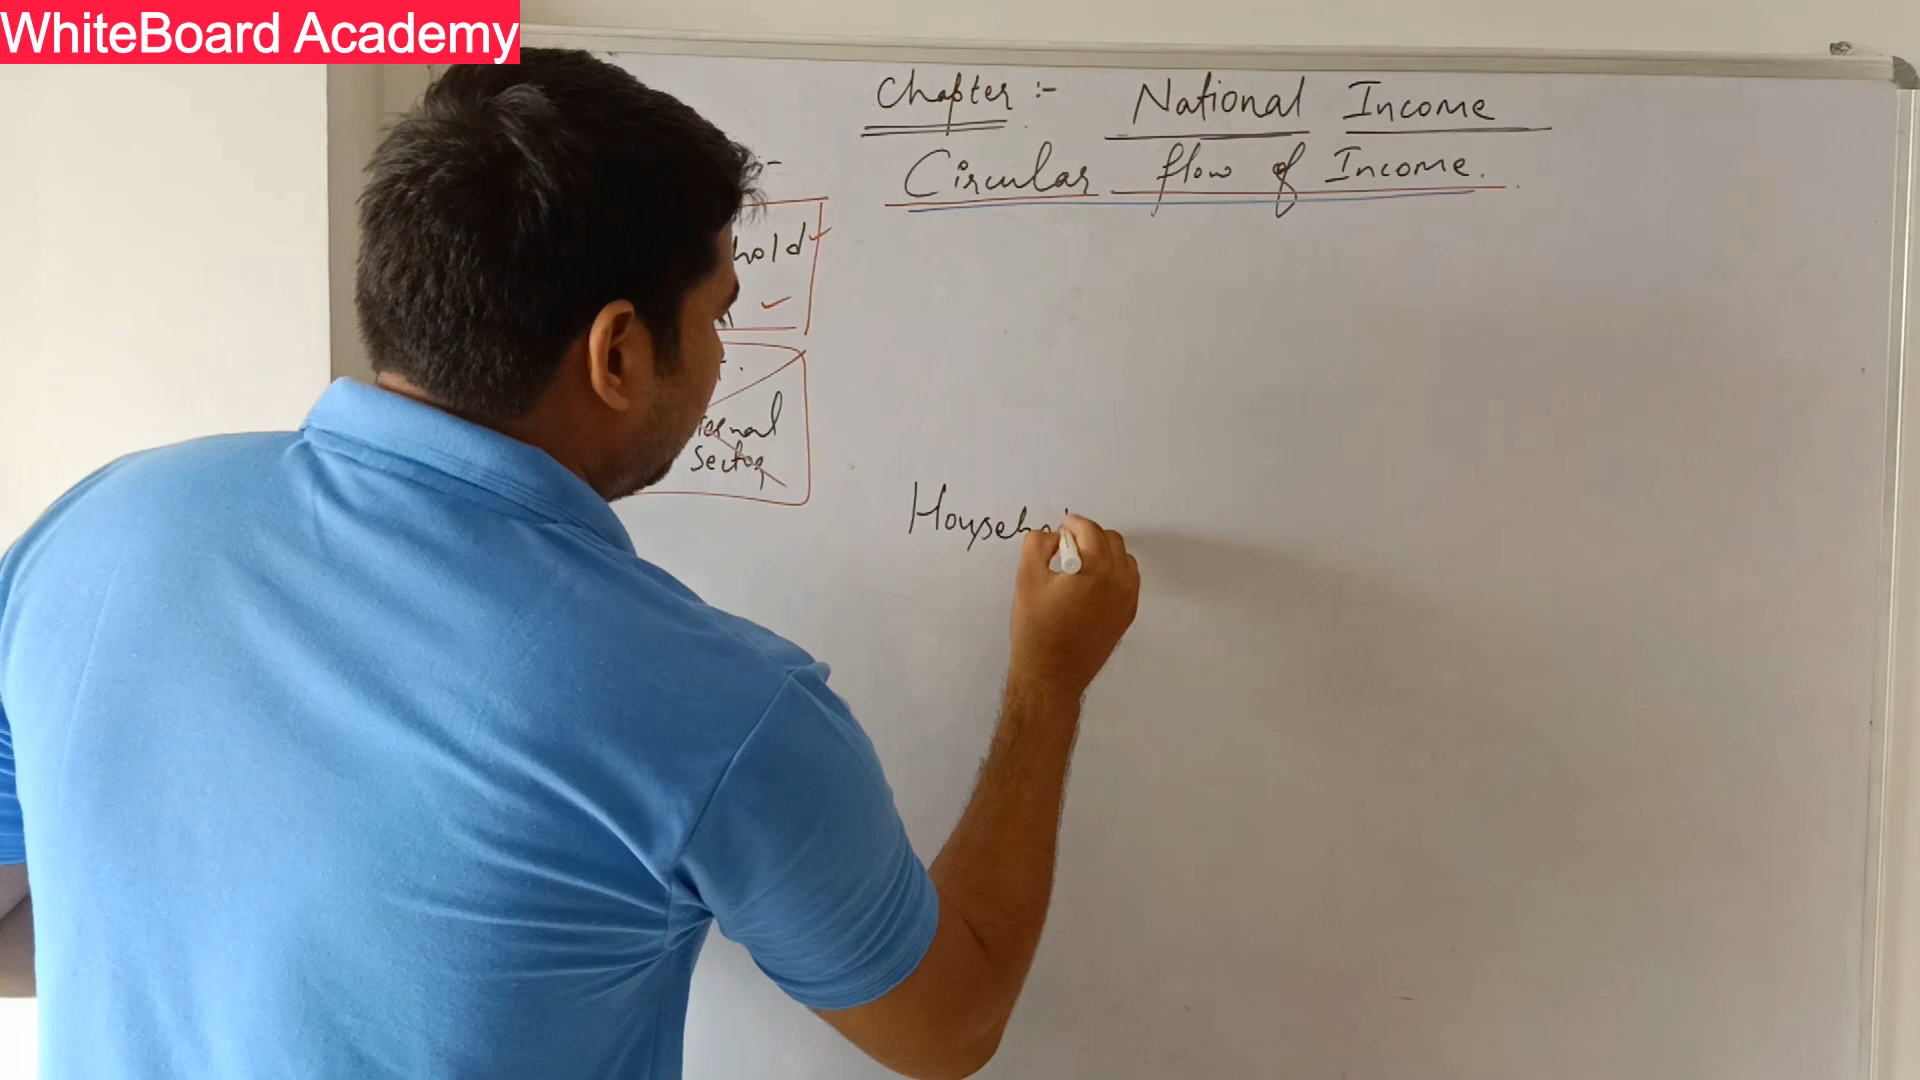 WhiteBoard Academy
Chapter :- National Income
Circular flow of Income.
:-
hold
Sector
Househo